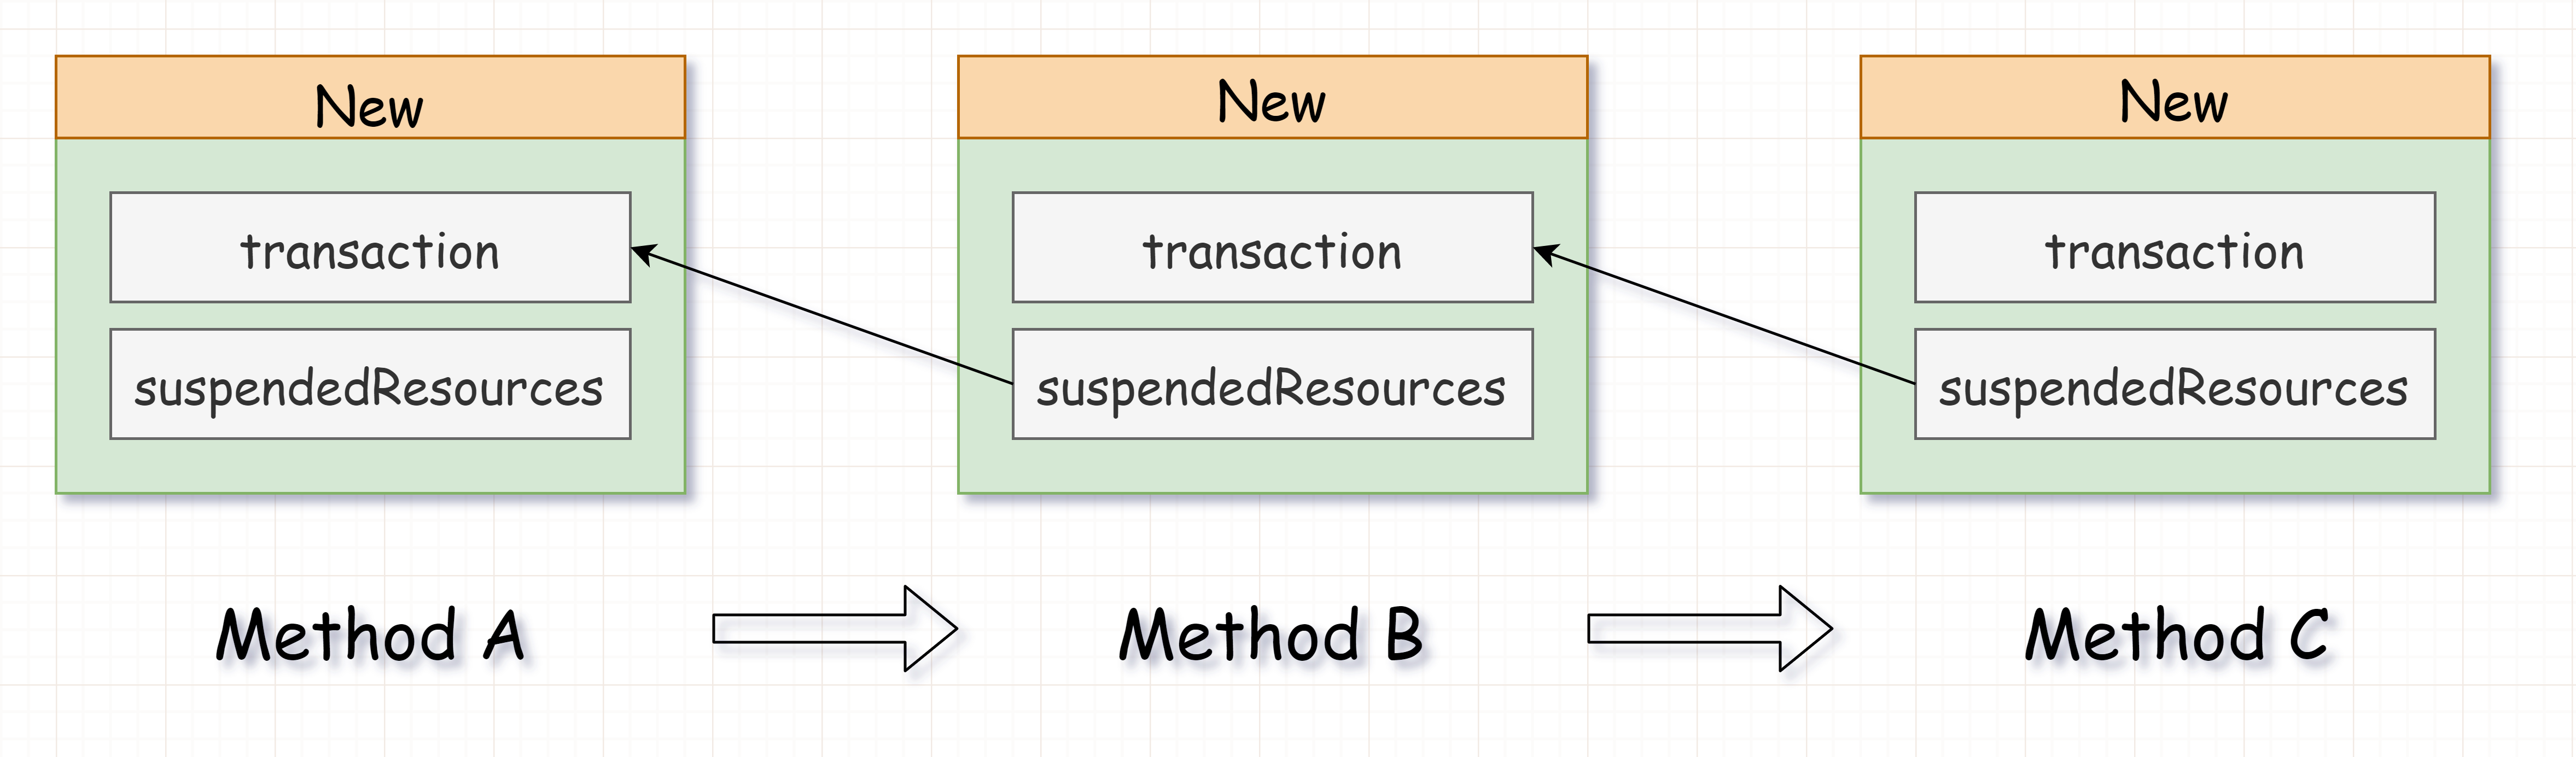 New
transaction
suspendedResources
New
transaction
suspendedResources
New
transaction
suspendedResources
Method A
Method B
Method C